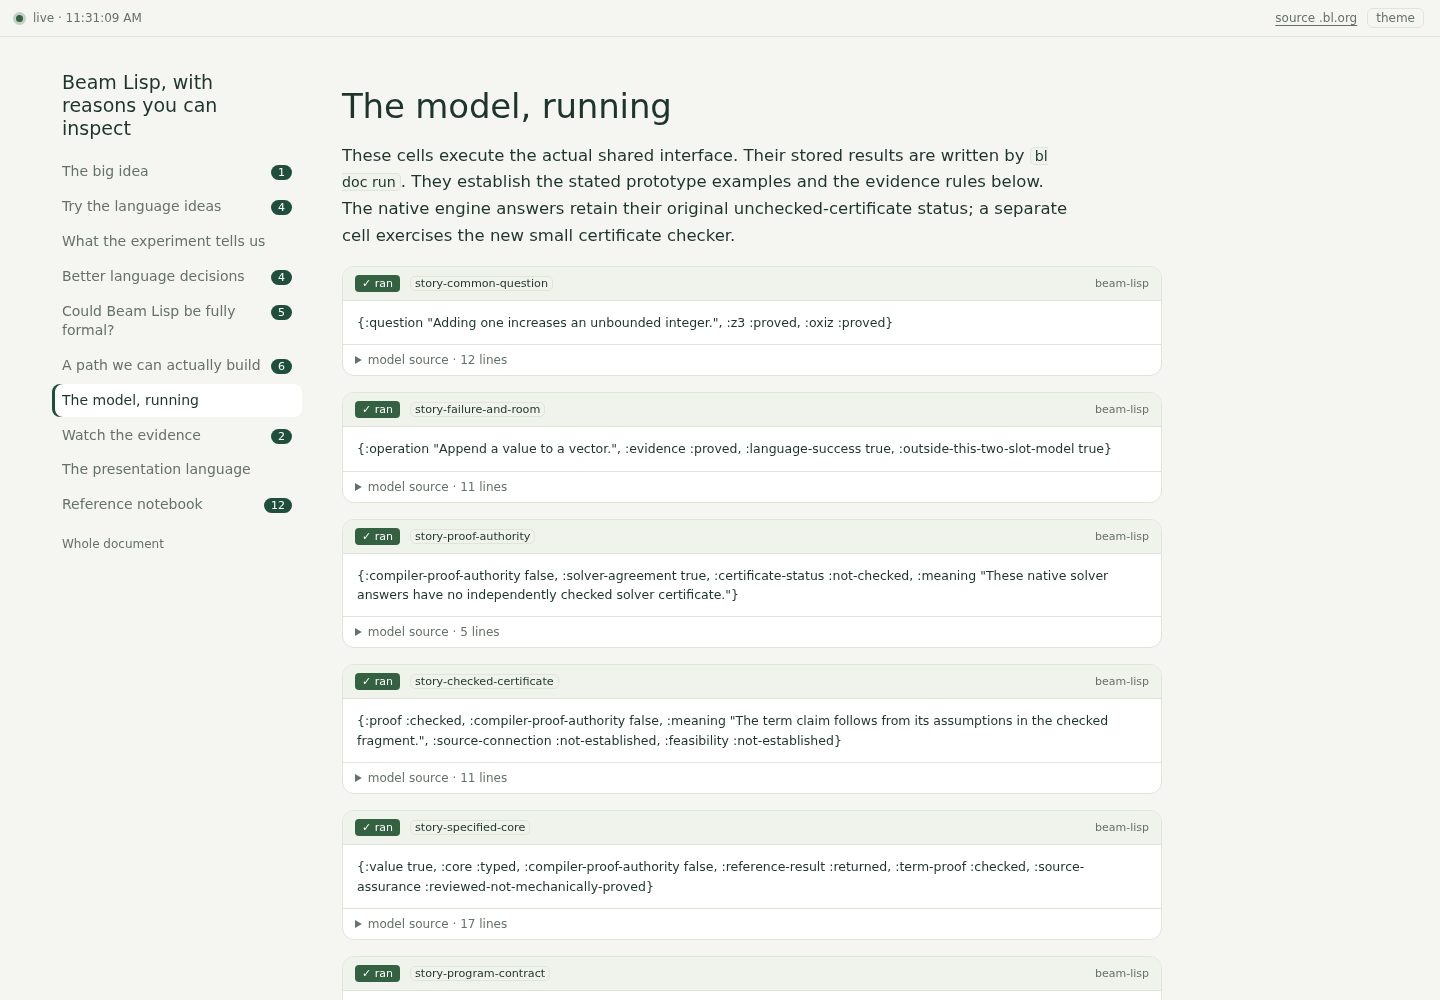 live · 11:31:09 AM
source .bl.org
theme
Beam Lisp, with
reasons you can
inspect
The big idea 1
Try the language ideas 4
What the experiment tells us
Better language decisions 4
Could Beam Lisp be fully 5
formal?
A path we can actually build 6
The model, running
Watch the evidence 2
The presentation language
Reference notebook 12
Whole document
The model, running
These cells execute the actual shared interface. Their stored results are written by bl
doc run. They establish the stated prototype examples and the evidence rules below.
The native engine answers retain their original unchecked-certificate status; a separate
cell exercises the new small certificate checker.
✓ ran story-common-question beam-lisp
{:question "Adding one increases an unbounded integer.", :z3 :proved, :oxiz :proved}
▶ model source · 12 lines
✓ ran story-failure-and-room beam-lisp
{:operation "Append a value to a vector.", :evidence :proved, :language-success true, :outside-this-two-slot-model true}
▶ model source · 11 lines
✓ ran story-proof-authority beam-lisp
{:compiler-proof-authority false, :solver-agreement true, :certificate-status :not-checked, :meaning "These native solver
answers have no independently checked solver certificate."}
▶ model source · 5 lines
✓ ran story-checked-certificate beam-lisp
{:proof :checked, :compiler-proof-authority false, :meaning "The term claim follows from its assumptions in the checked
fragment.", :source-connection :not-established, :feasibility :not-established}
▶ model source · 11 lines
✓ ran story-specified-core beam-lisp
{:value true, :core :typed, :compiler-proof-authority false, :reference-result :returned, :term-proof :checked, :source-
assurance :reviewed-not-mechanically-proved}
▶ model source · 17 lines
✓ ran story-program-contract beam-lisp